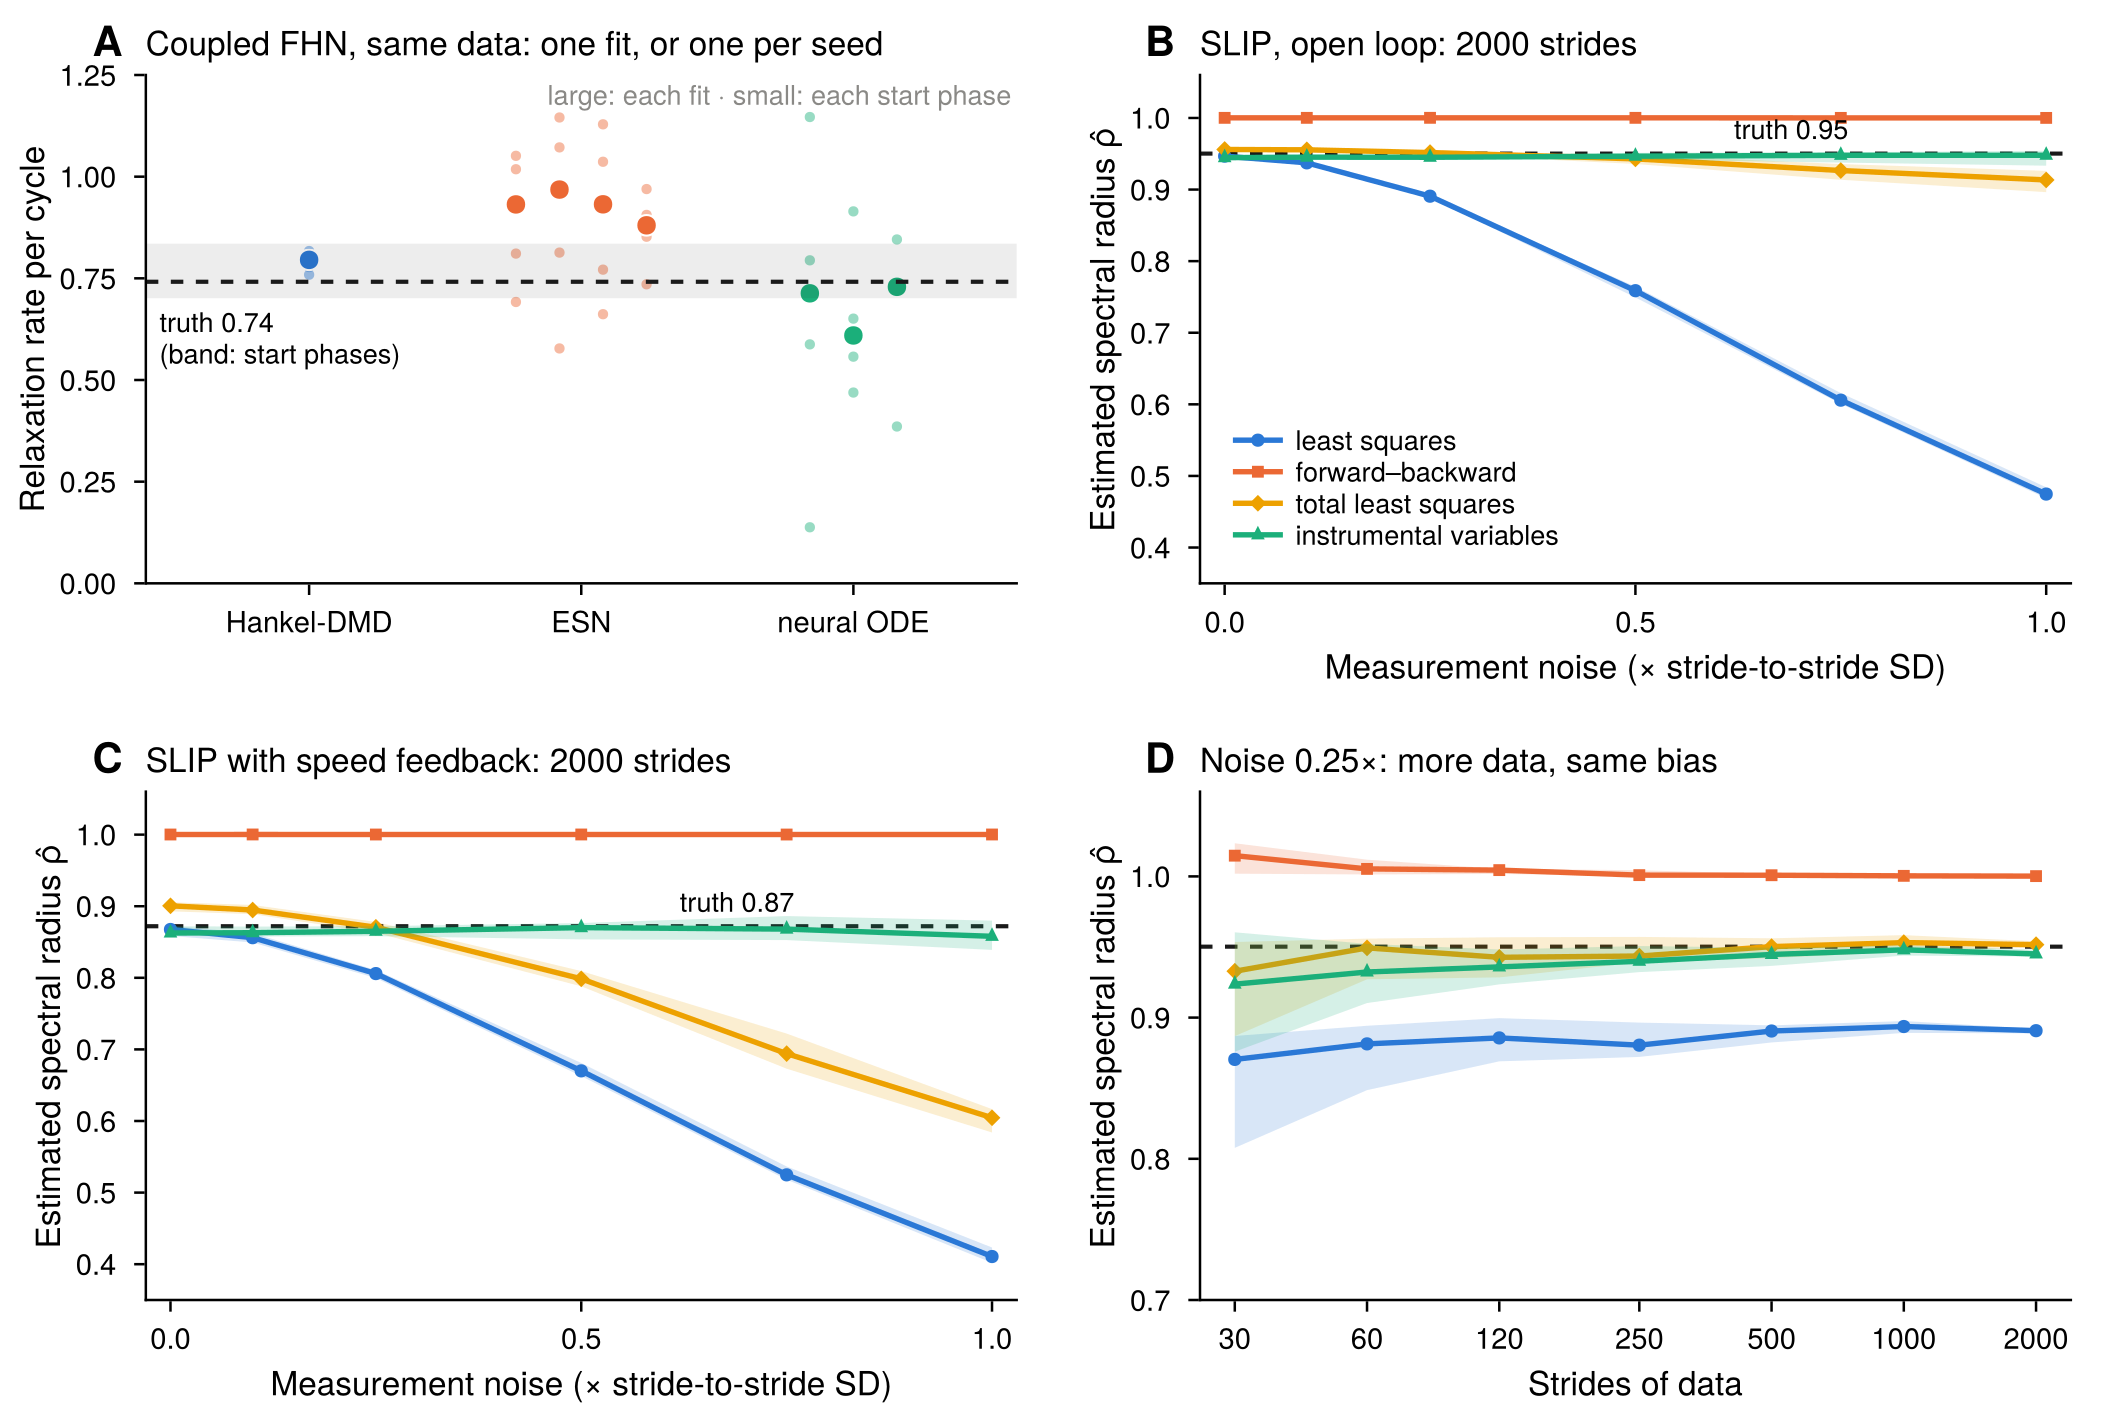 A Coupled FHN, same data: one fit, or one per seed
large: each fit · small: each start phase
Relaxation rate per cycle
1.25
1.00
0.75
0.50
0.25
0.00
truth 0.74
(band: start phases)
Hankel-DMD
ESN
neural ODE
B SLIP, open loop: 2000 strides
Estimated spectral radius ρ̂
1.0
0.9
0.8
0.7
0.6
0.5
0.4
truth 0.95
least squares
forward–backward
total least squares
instrumental variables
0.0
0.5
1.0
Measurement noise (× stride-to-stride SD)
C SLIP with speed feedback: 2000 strides
Estimated spectral radius ρ̂
1.0
0.9
0.8
0.7
0.6
0.5
0.4
truth 0.87
0.0
0.5
1.0
Measurement noise (× stride-to-stride SD)
D Noise 0.25×: more data, same bias
Estimated spectral radius ρ̂
1.0
0.9
0.8
0.7
30
60
120
250
500
1000
2000
Strides of data